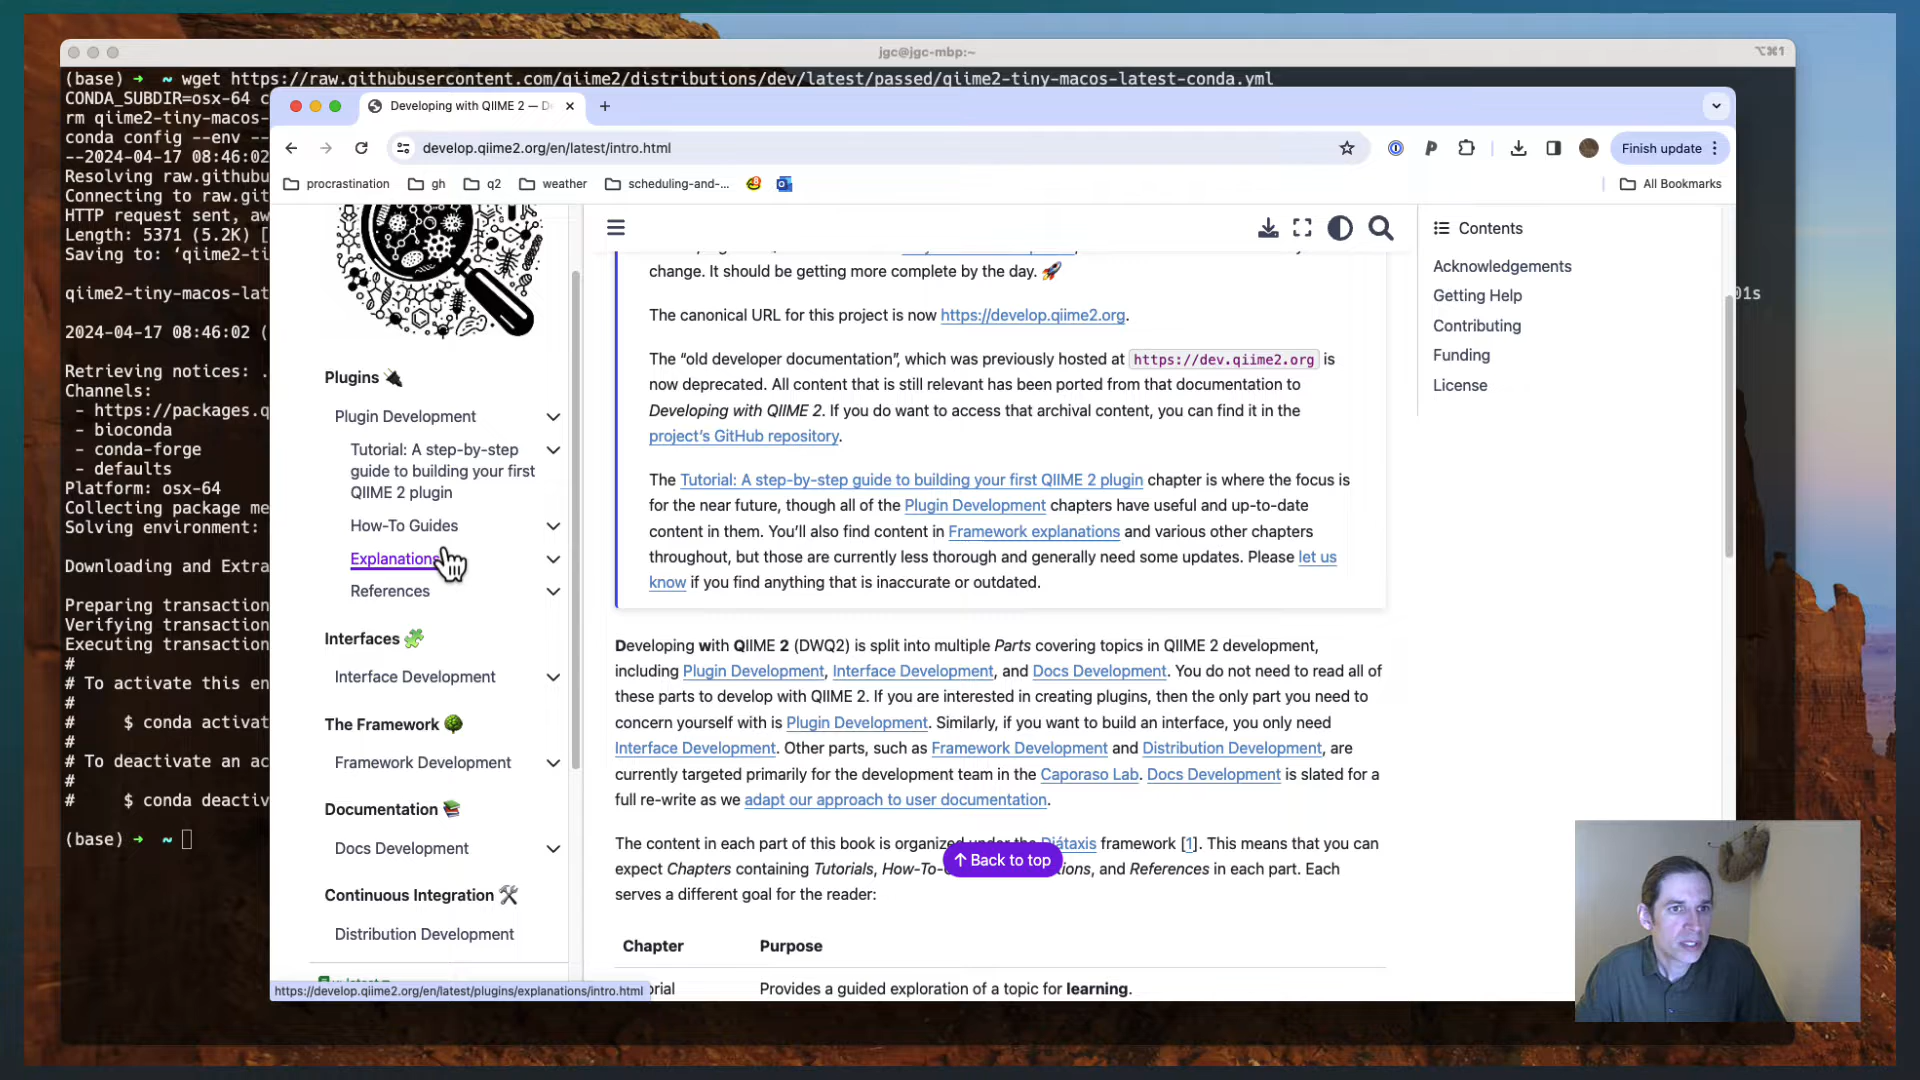 jgc@jgc-mbp:~
⌥⌘1
(base) ➜ ~ wget https://raw.githubusercontent.com/qiime2/distributions/dev/latest/passed/qiime2-tiny-macos-latest-conda.yml
CONDA_SUBDIR=osx-64 c
rm qiime2-tiny-macos-
conda config --env --
--2024-04-17 08:46:02
Resolving raw.githubu
Connecting to raw.git
HTTP request sent, aw
Length: 5371 (5.2K) [
Saving to: ‘qiime2-ti
qiime2-tiny-macos-lat
01s
2024-04-17 08:46:02 (
Retrieving notices: .
Channels:
- https://packages.q
- bioconda
- conda-forge
- defaults
Platform: osx-64
Collecting package me
Solving environment:
Downloading and Extra
Preparing transaction
Verifying transaction
Executing transaction
#
# To activate this en
#
# $ conda activat
#
# To deactivate an ac
#
# $ conda deactiv
(base) ➜ ~
Developing with QIIME 2 — D
develop.qiime2.org/en/latest/intro.html
Finish update
procrastination
gh
q2
weather
scheduling-and-...
All Bookmarks
Plugins 🔌
Plugin Development
Tutorial: A step-by-step
guide to building your first
QIIME 2 plugin
How-To Guides
Explanations
References
Interfaces 🧩
Interface Development
The Framework 🌳
Framework Development
Documentation 📚
Docs Development
Continuous Integration 🛠
Distribution Development
https://develop.qiime2.org/en/latest/plugins/explanations/intro.html
change. It should be getting more complete by the day. 🚀
The canonical URL for this project is now https://develop.qiime2.org.
The “old developer documentation”, which was previously hosted at https://dev.qiime2.org is
now deprecated. All content that is still relevant has been ported from that documentation to
Developing with QIIME 2. If you do want to access that archival content, you can find it in the
project’s GitHub repository.
The Tutorial: A step-by-step guide to building your first QIIME 2 plugin chapter is where the focus is
for the near future, though all of the Plugin Development chapters have useful and up-to-date
content in them. You’ll also find content in Framework explanations and various other chapters
throughout, but those are currently less thorough and generally need some updates. Please let us
know if you find anything that is inaccurate or outdated.
Developing with QIIME 2 (DWQ2) is split into multiple Parts covering topics in QIIME 2 development,
including Plugin Development, Interface Development, and Docs Development. You do not need to read all of
these parts to develop with QIIME 2. If you are interested in creating plugins, then the only part you need to
concern yourself with is Plugin Development. Similarly, if you want to build an interface, you only need
Interface Development. Other parts, such as Framework Development and Distribution Development, are
currently targeted primarily for the development team in the Caporaso Lab. Docs Development is slated for a
full re-write as we adapt our approach to user documentation.
The content in each part of this book is organized under the Diátaxis framework [1]. This means that you can
expect Chapters containing Tutorials, How-To-G ions, and References in each part. Each
serves a different goal for the reader:
Back to top
Chapter Purpose
orial Provides a guided exploration of a topic for learning.
Contents
Acknowledgements
Getting Help
Contributing
Funding
License